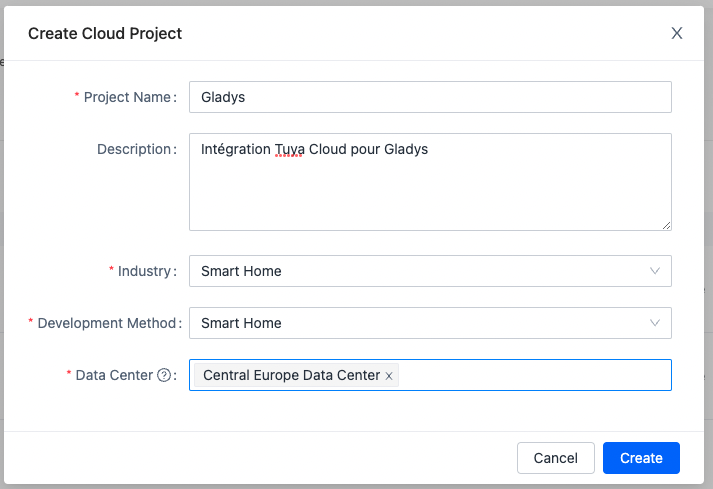 Create Cloud Project
* Project Name :
Gladys
Description :
Intégration Tuya Cloud pour Gladys
* Industry :
Smart Home
* Development Method :
Smart Home
* Data Center ? :
Central Europe Data Center ×
Cancel
Create